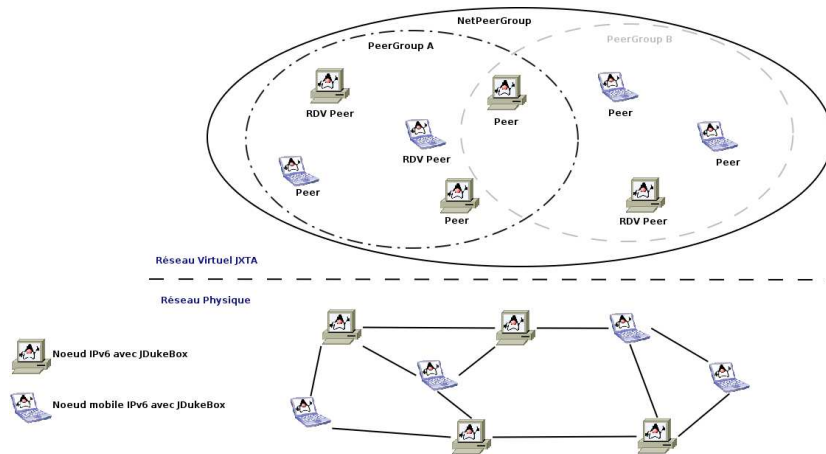 NetPeerGroup
PeerGroup A
PeerGroup B
RDV Peer
Peer
Peer
RDV Peer
Peer
Peer
Peer
RDV Peer
Réseau Virtuel JXTA
Réseau Physique
Noeud IPv6 avec JDukeBox
Noeud mobile IPv6 avec JDukeBox